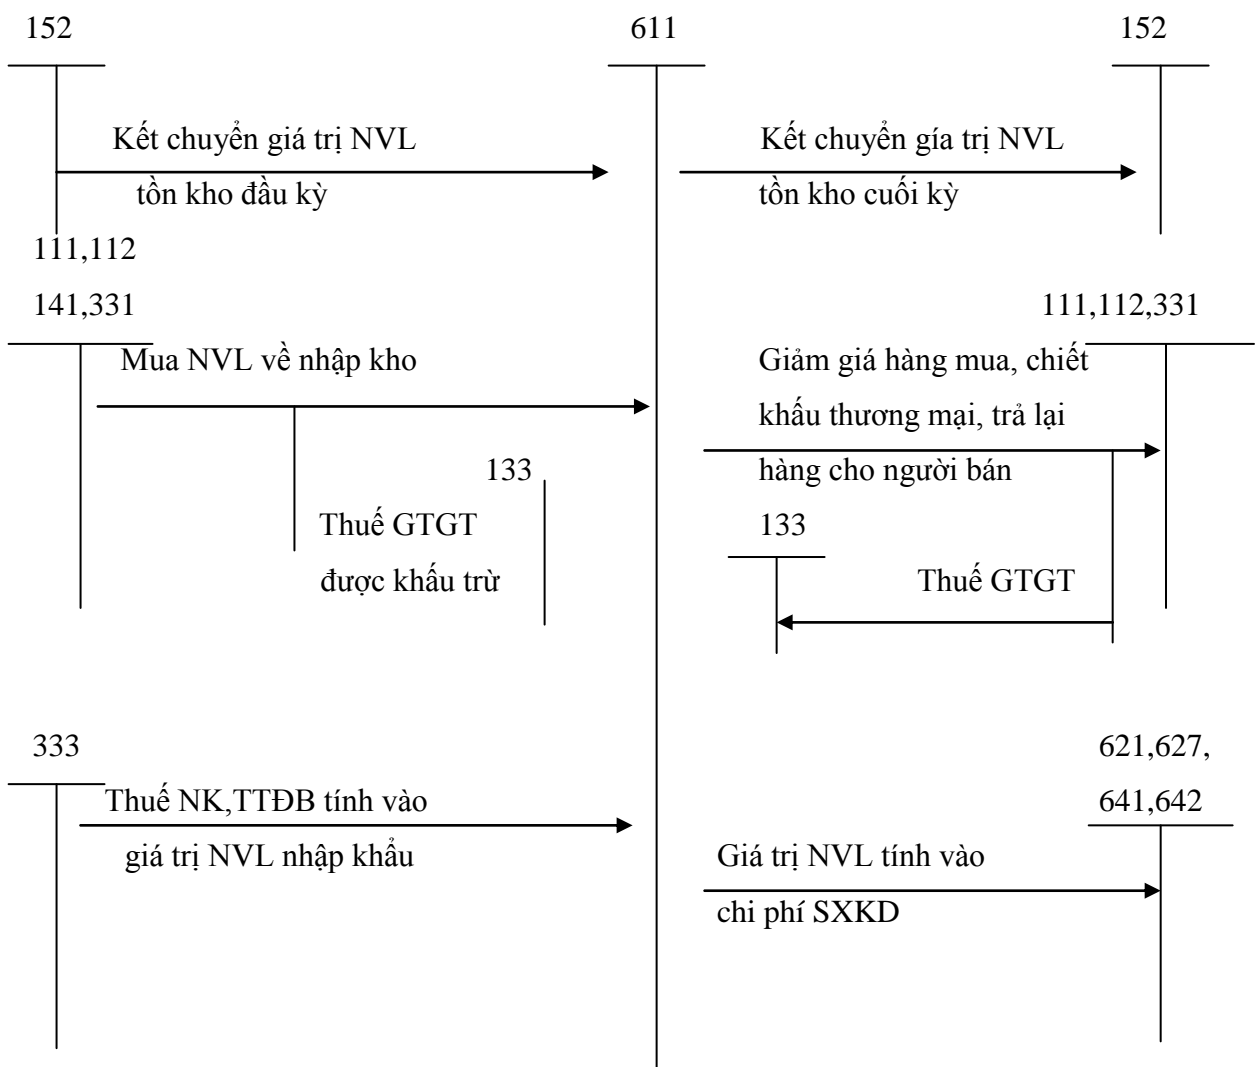 152
611
152
Kết chuyển giá trị NVL
tồn kho đầu kỳ
Kết chuyển gía trị NVL
tồn kho cuối kỳ
111,112
141,331
111,112,331
Mua NVL về nhập kho
Giảm giá hàng mua, chiết
khấu thương mại, trả lại
hàng cho người bán
133
Thuế GTGT
được khấu trừ
133
Thuế GTGT
333
621,627,
641,642
Thuế NK,TTĐB tính vào
giá trị NVL nhập khẩu
Giá trị NVL tính vào
chi phí SXKD